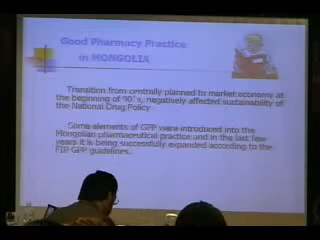 Good Pharmacy Practice
in MONGOLIA
Transition from centrally planned to market economy at
the beginning of 90`s, negatively affected sustainability of
the National Drug Policy
Some elements of GPP were introduced into the
Mongolian pharmaceutical practice and in the last few
years it is being successfully expanded according to the
FIP GPP guidelines.